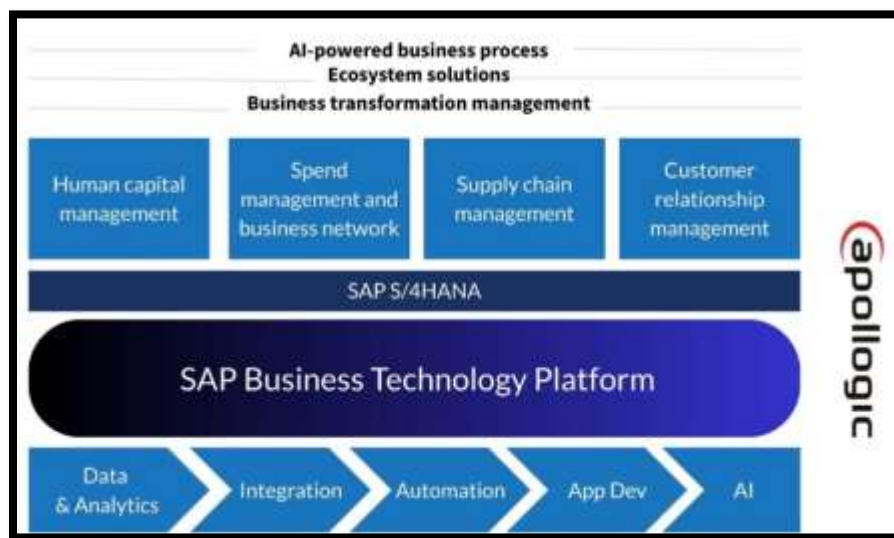 AI-powered business process
Ecosystem solutions
Business transformation management
Human capital
management
Spend
management and
business network
Supply chain
management
Customer
relationship
management
SAP S/4HANA
SAP Business Technology Platform
Data
& Analytics
Integration
Automation
App Dev
AI
apollogic